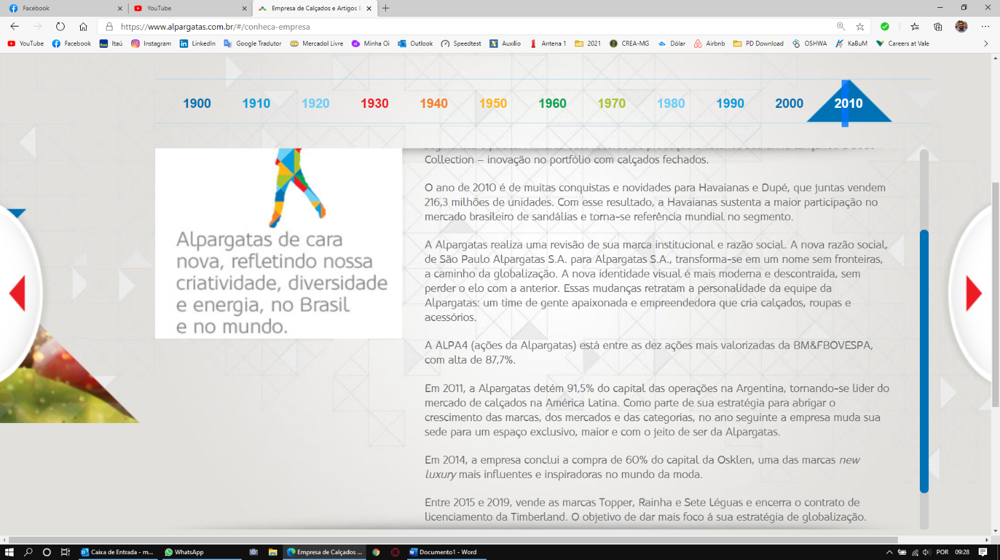 Facebook
YouTube
Empresa de Calçados e Artigos E
https://www.alpargatas.com.br/#/conheca-empresa
YouTube Facebook Itaú Instagram LinkedIn Google Tradutor Mercadol Livre Minha Oi Outlook Speedtest Auxílio Antena 1 2021 CREA-MG Dólar Airbnb PD Download OSHWA KaBuM Careers at Vale
1900 1910 1920 1930 1940 1950 1960 1970 1980 1990 2000 2010
Alpargatas de cara
nova, refletindo nossa
criatividade, diversidade
e energia, no Brasil
e no mundo.
Collection – inovação no portfólio com calçados fechados.
O ano de 2010 é de muitas conquistas e novidades para Havaianas e Dupé, que juntas vendem
216,3 milhões de unidades. Com esse resultado, a Havaianas sustenta a maior participação no
mercado brasileiro de sandálias e torna-se referência mundial no segmento.
A Alpargatas realiza uma revisão de sua marca institucional e razão social. A nova razão social,
de São Paulo Alpargatas S.A. para Alpargatas S.A., transforma-se em um nome sem fronteiras,
a caminho da globalização. A nova identidade visual é mais moderna e descontraída, sem
perder o elo com a anterior. Essas mudanças retratam a personalidade da equipe da
Alpargatas: um time de gente apaixonada e empreendedora que cria calçados, roupas e
acessórios.
A ALPA4 (ações da Alpargatas) está entre as dez ações mais valorizadas da BM&FBOVESPA,
com alta de 87,7%.
Em 2011, a Alpargatas detém 91,5% do capital das operações na Argentina, tornando-se líder do
mercado de calçados na América Latina. Como parte de sua estratégia para abrigar o
crescimento das marcas, dos mercados e das categorias, no ano seguinte a empresa muda sua
sede para um espaço exclusivo, maior e com o jeito de ser da Alpargatas.
Em 2014, a empresa conclui a compra de 60% do capital da Osklen, uma das marcas new
luxury mais influentes e inspiradoras no mundo da moda.
Entre 2015 e 2019, vende as marcas Topper, Rainha e Sete Léguas e encerra o contrato de
licenciamento da Timberland. O objetivo de dar mais foco á sua estratégia de globalização.
Caixa de Entrada - m... WhatsApp Empresa de Calçados ... Documento1 - Word POR 09:28